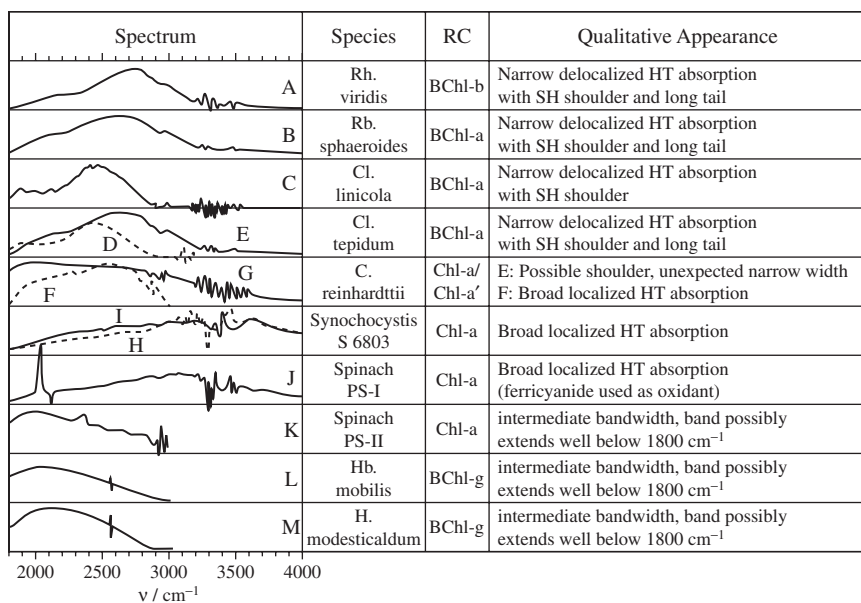 Spectrum Species RC Qualitative Appearance
A Rh. viridis BChl-b Narrow delocalized HT absorption
with SH shoulder and long tail
B Rb. sphaeroides BChl-a Narrow delocalized HT absorption
with SH shoulder and long tail
C Cl. linicola BChl-a Narrow delocalized HT absorption
with SH shoulder
D E Cl. tepidum BChl-a Narrow delocalized HT absorption
with SH shoulder and long tail
F G C. reinhardttii Chl-a/ Chl-a′ E: Possible shoulder, unexpected narrow width
F: Broad localized HT absorption
I H Synochocystis S 6803 Chl-a Broad localized HT absorption
J Spinach PS-I Chl-a Broad localized HT absorption
(ferricyanide used as oxidant)
K Spinach PS-II Chl-a intermediate bandwidth, band possibly
extends well below 1800 cm⁻¹
L Hb. mobilis BChl-g intermediate bandwidth, band possibly
extends well below 1800 cm⁻¹
M H. modesticaldum BChl-g intermediate bandwidth, band possibly
extends well below 1800 cm⁻¹
2000 2500 3000 3500 4000
ν / cm⁻¹